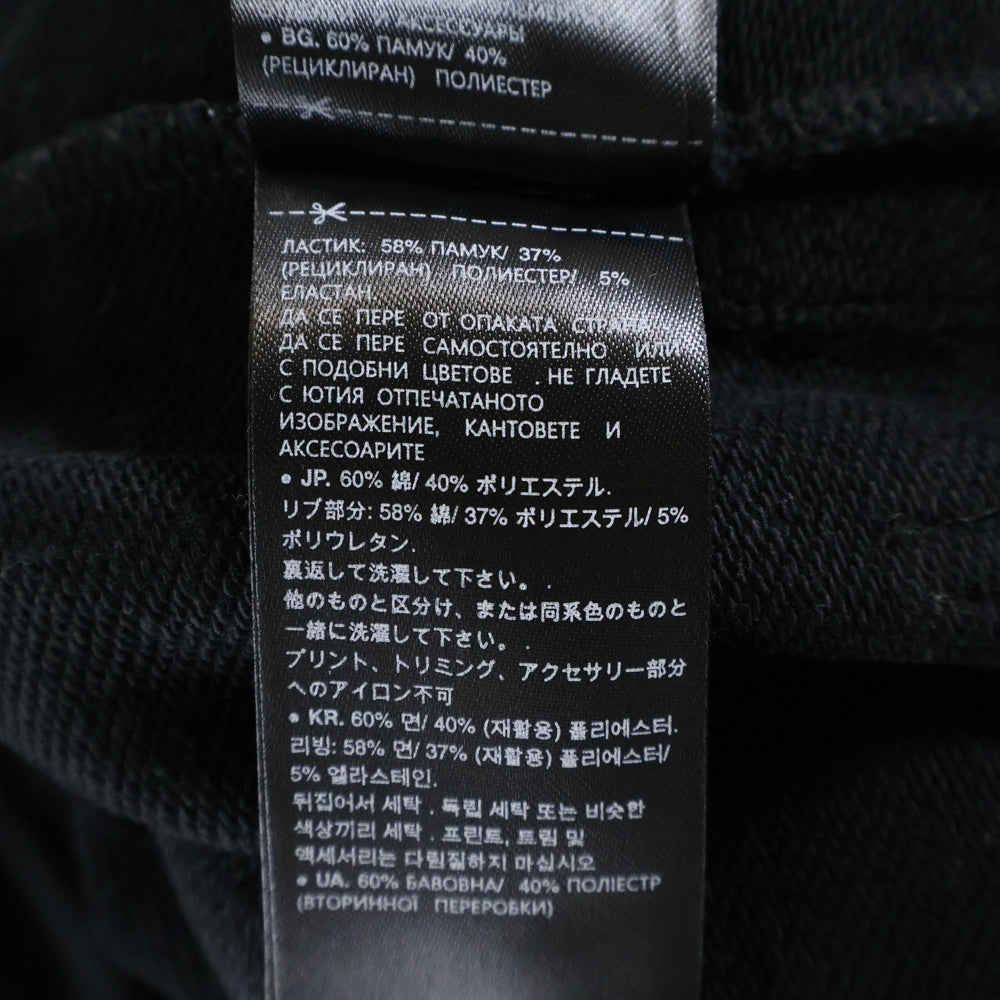 И АКСЕССУАРЫ
• BG. 60% ПАМУК/ 40%
(РЕЦИКЛИРАН) ПОЛИЕСТЕР
ЛАСТИК: 58% ПАМУК/ 37%
(РЕЦИКЛИРАН) ПОЛИЕСТЕР/ 5%
ЕЛАСТАН.
ДА СЕ ПЕРЕ ОТ ОПАКАТА СТРАНА.
ДА СЕ ПЕРЕ САМОСТОЯТЕЛНО ИЛИ
С ПОДОБНИ ЦВЕТОВЕ . НЕ ГЛАДЕТЕ
С ЮТИЯ ОТПЕЧАТАНОТО
ИЗОБРАЖЕНИЕ, КАНТОВЕТЕ И
АКСЕСОАРИТЕ
• JP. 60% 綿/ 40% ポリエステル.
リブ部分: 58% 綿/ 37% ポリエステル/ 5%
ポリウレタン.
裏返して洗濯して下さい。.
他のものと区分け、または同系色のものと
一緒に洗濯して下さい。.
プリント、トリミング、アクセサリー部分
へのアイロン不可
• KR. 60% 면/ 40% (재활용) 폴리에스터.
리빙: 58% 면/ 37% (재활용) 폴리에스터/
5% 엘라스테인.
뒤집어서 세탁 . 독립 세탁 또는 비슷한
색상끼리 세탁 . 프린트, 트림 및
액세서리는 다림질하지 마십시오
• UA. 60% БАВОВНА/ 40% ПОЛІЕСТР
(ВТОРИННОЇ ПЕРЕРОБКИ)